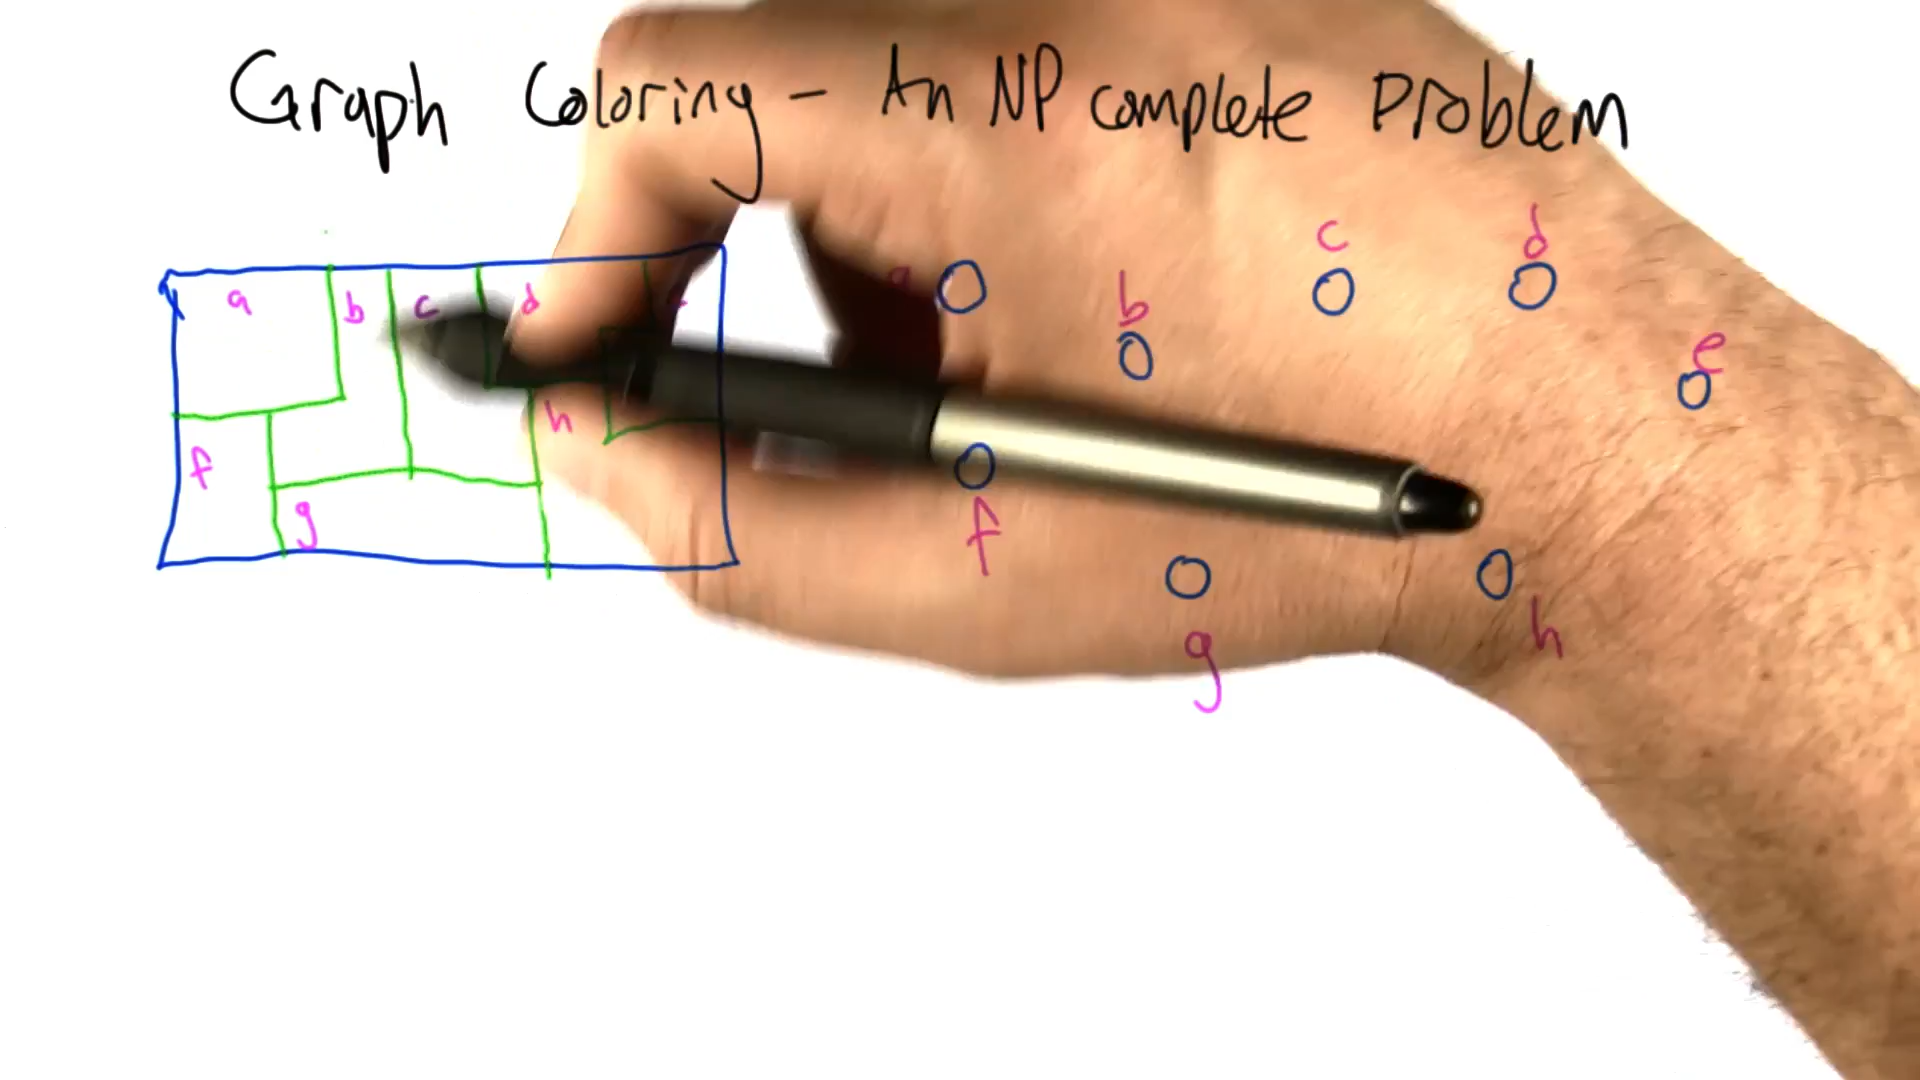 Graph Coloring - An NP complete Problem
a b c d
h
f
g
a b c d
e
f
g h